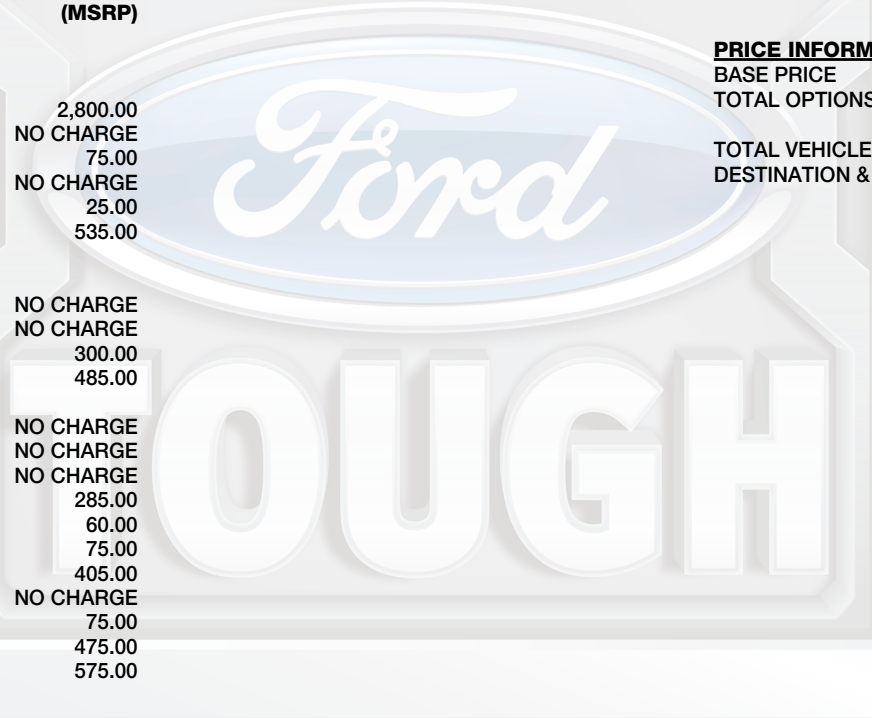 (MSRP)
2,800.00
NO CHARGE
75.00
NO CHARGE
25.00
535.00
NO CHARGE
NO CHARGE
300.00
485.00
NO CHARGE
NO CHARGE
NO CHARGE
285.00
60.00
75.00
405.00
NO CHARGE
75.00
475.00
575.00
PRICE INFORM
BASE PRICE
TOTAL OPTIONS
TOTAL VEHICLE
DESTINATION &
Ford
TOUGH